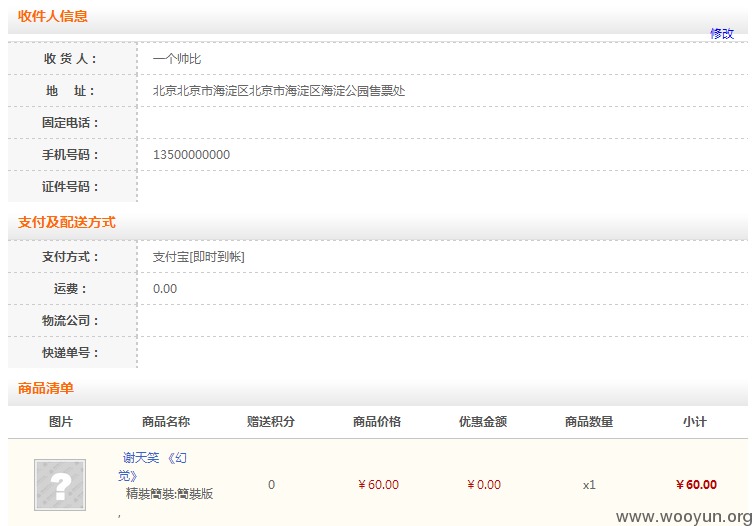 收件人信息
修改
收 货 人： 一个帅比
地 址： 北京北京市海淀区北京市海淀区海淀公园售票处
固定电话：
手机号码： 13500000000
证件号码：
支付及配送方式
支付方式： 支付宝[即时到帐]
运费： 0.00
物流公司：
快递单号：
商品清单
图片 商品名称 赠送积分 商品价格 优惠金额 商品数量 小计
谢天笑 《幻
觉》
? 0 ￥60.00 ￥0.00 x1 ￥60.00
精裝簡裝:簡裝版
,
www.wooyun.org